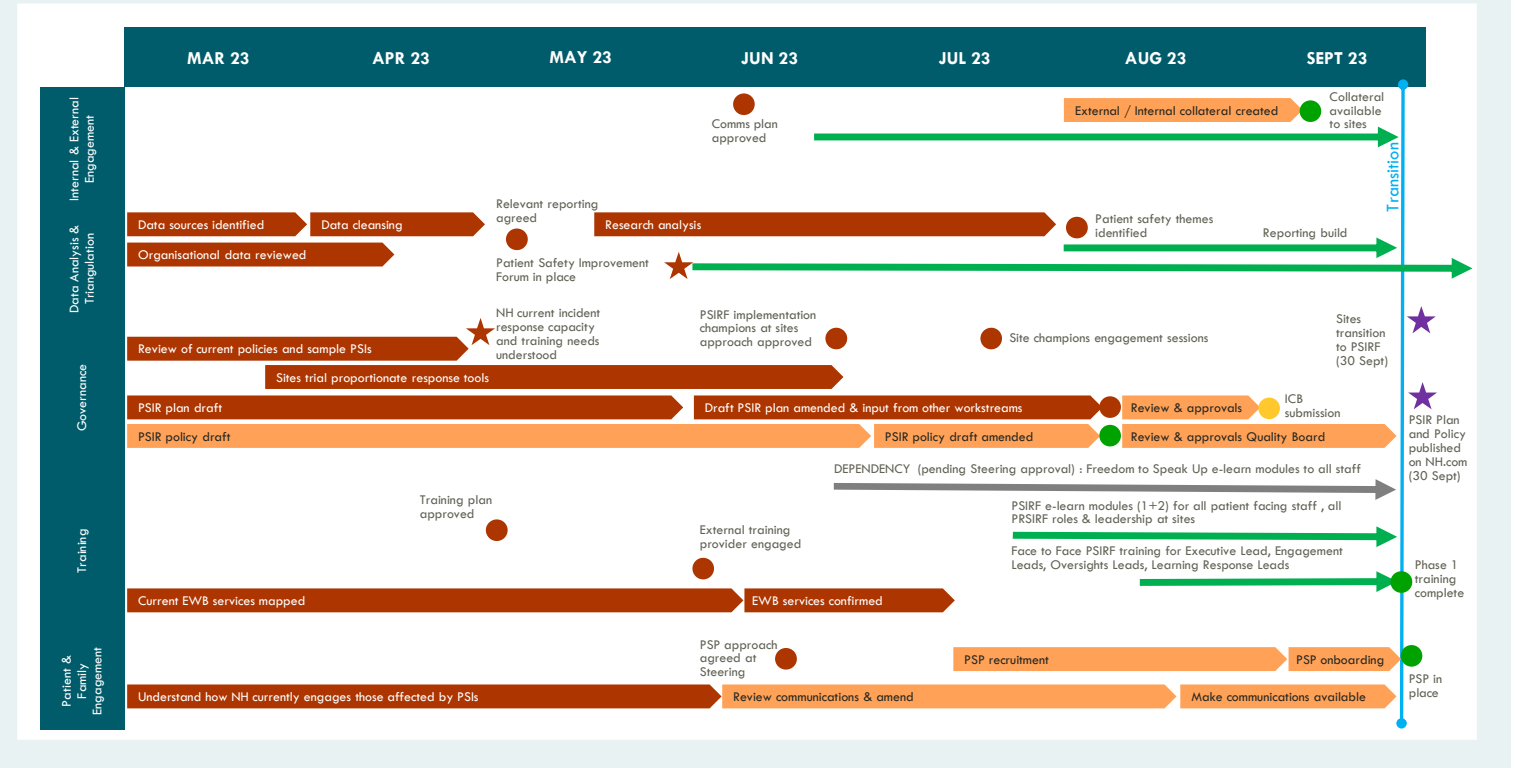 MAR 23
APR 23
MAY 23
JUN 23
JUL 23
AUG 23
SEPT 23
Internal & External
Engagement
Comms plan
approved
External / Internal collateral created
Collateral
available
to sites
Transition
Data Analysis &
Triangulation
Data sources identified
Data cleansing
Relevant reporting
agreed
Research analysis
Patient safety themes
identified
Reporting build
Organisational data reviewed
Patient Safety Improvement
Forum in place
Governance
Review of current policies and sample PSIs
NH current incident
response capacity
and training needs
understood
PSIRF implementation
champions at sites
approach approved
Site champions engagement sessions
Sites
transition
to PSIRF
(30 Sept)
Sites trial proportionate response tools
PSIR plan draft
Draft PSIR plan amended & input from other workstreams
Review & approvals
ICB
submission
PSIR policy draft
PSIR policy draft amended
Review & approvals Quality Board
PSIR Plan
and Policy
published
on NH.com
(30 Sept)
DEPENDENCY (pending Steering approval) : Freedom to Speak Up e-learn modules to all staff
Training
Training plan
approved
External training
provider engaged
PSIRF e-learn modules (1+2) for all patient facing staff , all
PRSIRF roles & leadership at sites
Face to Face PSIRF training for Executive Lead, Engagement
Leads, Oversights Leads, Learning Response Leads
Phase 1
training
complete
Current EWB services mapped
EWB services confirmed
Patient &
Family
Engagement
PSP approach
agreed at
Steering
PSP recruitment
PSP onboarding
PSP in
place
Understand how NH currently engages those affected by PSIs
Review communications & amend
Make communications available